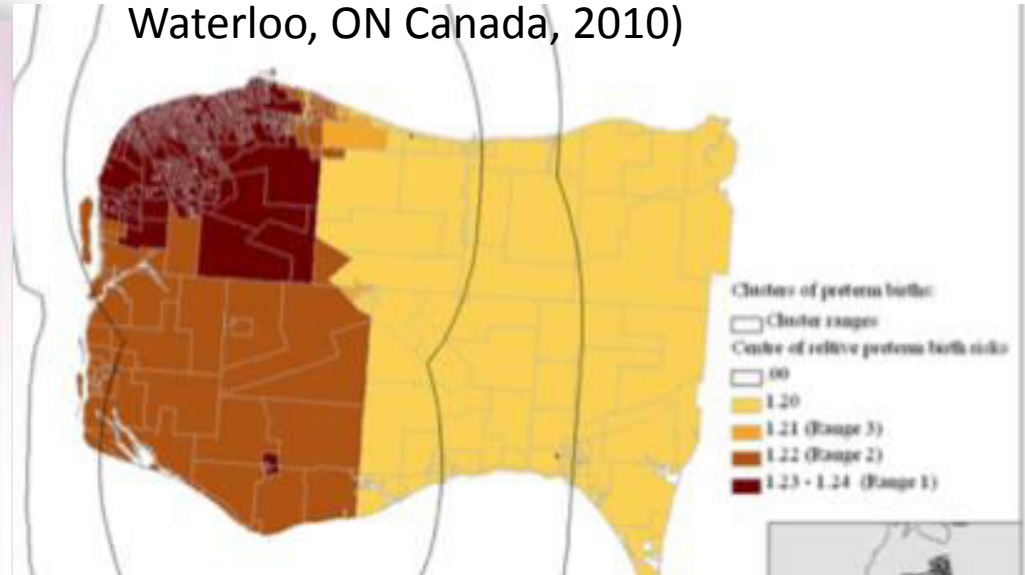 Waterloo, ON Canada, 2010)
Clusters of preterm births:
Cluster ranges
Centre of reltive preterm birth risks
.00
1.20
1.21 (Range 3)
1.22 (Range 2)
1.23 - 1.24 (Range 1)